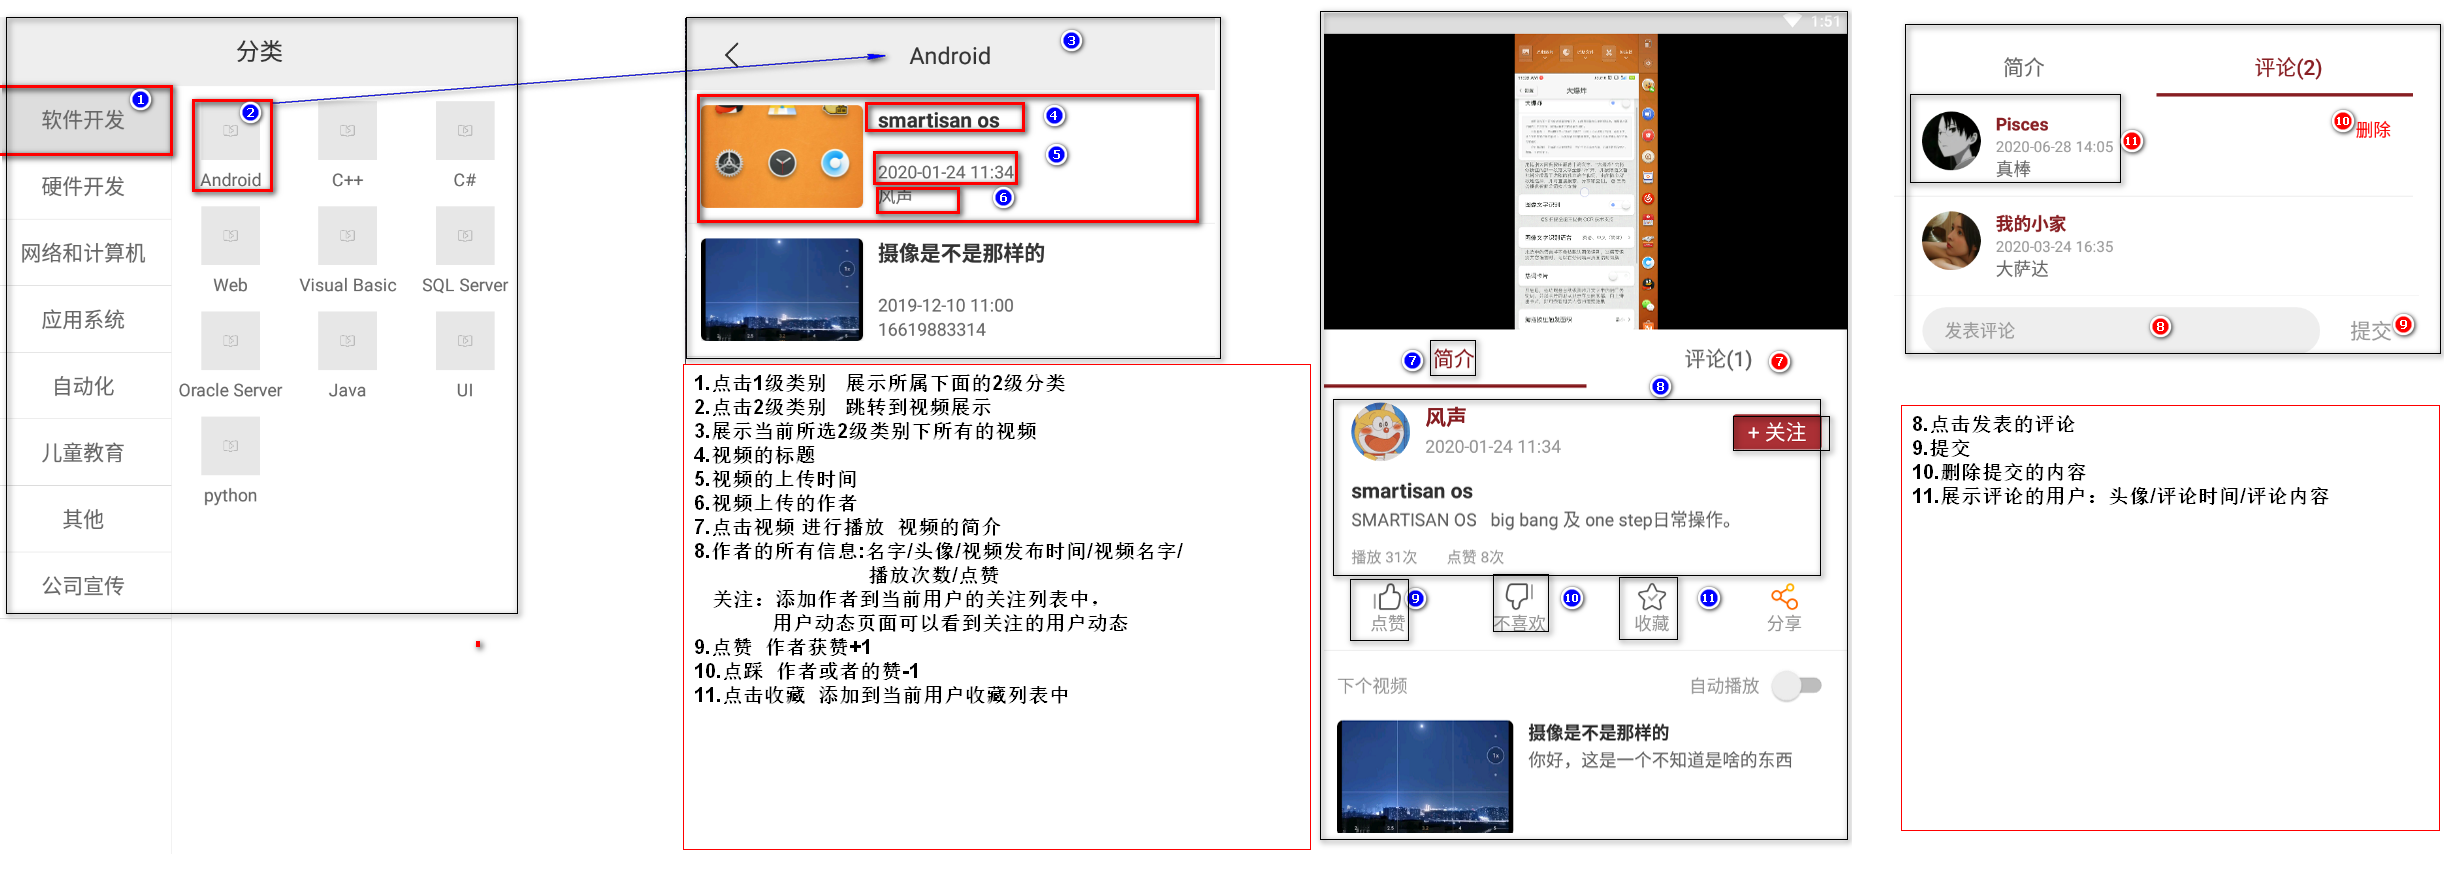 分类
软件开发
1
硬件开发
网络和计算机
应用系统
自动化
儿童教育
其他
公司宣传
2
Android
C++
C#
Web
Visual Basic
SQL Server
Oracle Server
Java
UI
python
Android
3
smartisan os
4
5
2020-01-24 11:34
风声
6
摄像是不是那样的
2019-12-10 11:00
16619883314
1.点击1级类别 展示所属下面的2级分类
2.点击2级类别 跳转到视频展示
3.展示当前所选2级类别下所有的视频
4.视频的标题
5.视频的上传时间
6.视频上传的作者
7.点击视频 进行播放 视频的简介
8.作者的所有信息:名字/头像/视频发布时间/视频名字/
播放次数/点赞
关注：添加作者到当前用户的关注列表中，
用户动态页面可以看到关注的用户动态
9.点赞 作者获赞+1
10.点踩 作者或者的赞-1
11.点击收藏 添加到当前用户收藏列表中
1:51
大爆炸
7
简介
评论(1)
7
8
风声
2020-01-24 11:34
+ 关注
smartisan os
SMARTISAN OS big bang 及 one step日常操作。
播放 31次 点赞 8次
9
10
11
点赞
不喜欢
收藏
分享
下个视频
自动播放
摄像是不是那样的
你好，这是一个不知道是啥的东西
简介
评论(2)
Pisces
2020-06-28 14:05
真棒
11
10
删除
我的小家
2020-03-24 16:35
大萨达
发表评论
8
提交
9
8.点击发表的评论
9.提交
10.删除提交的内容
11.展示评论的用户：头像/评论时间/评论内容